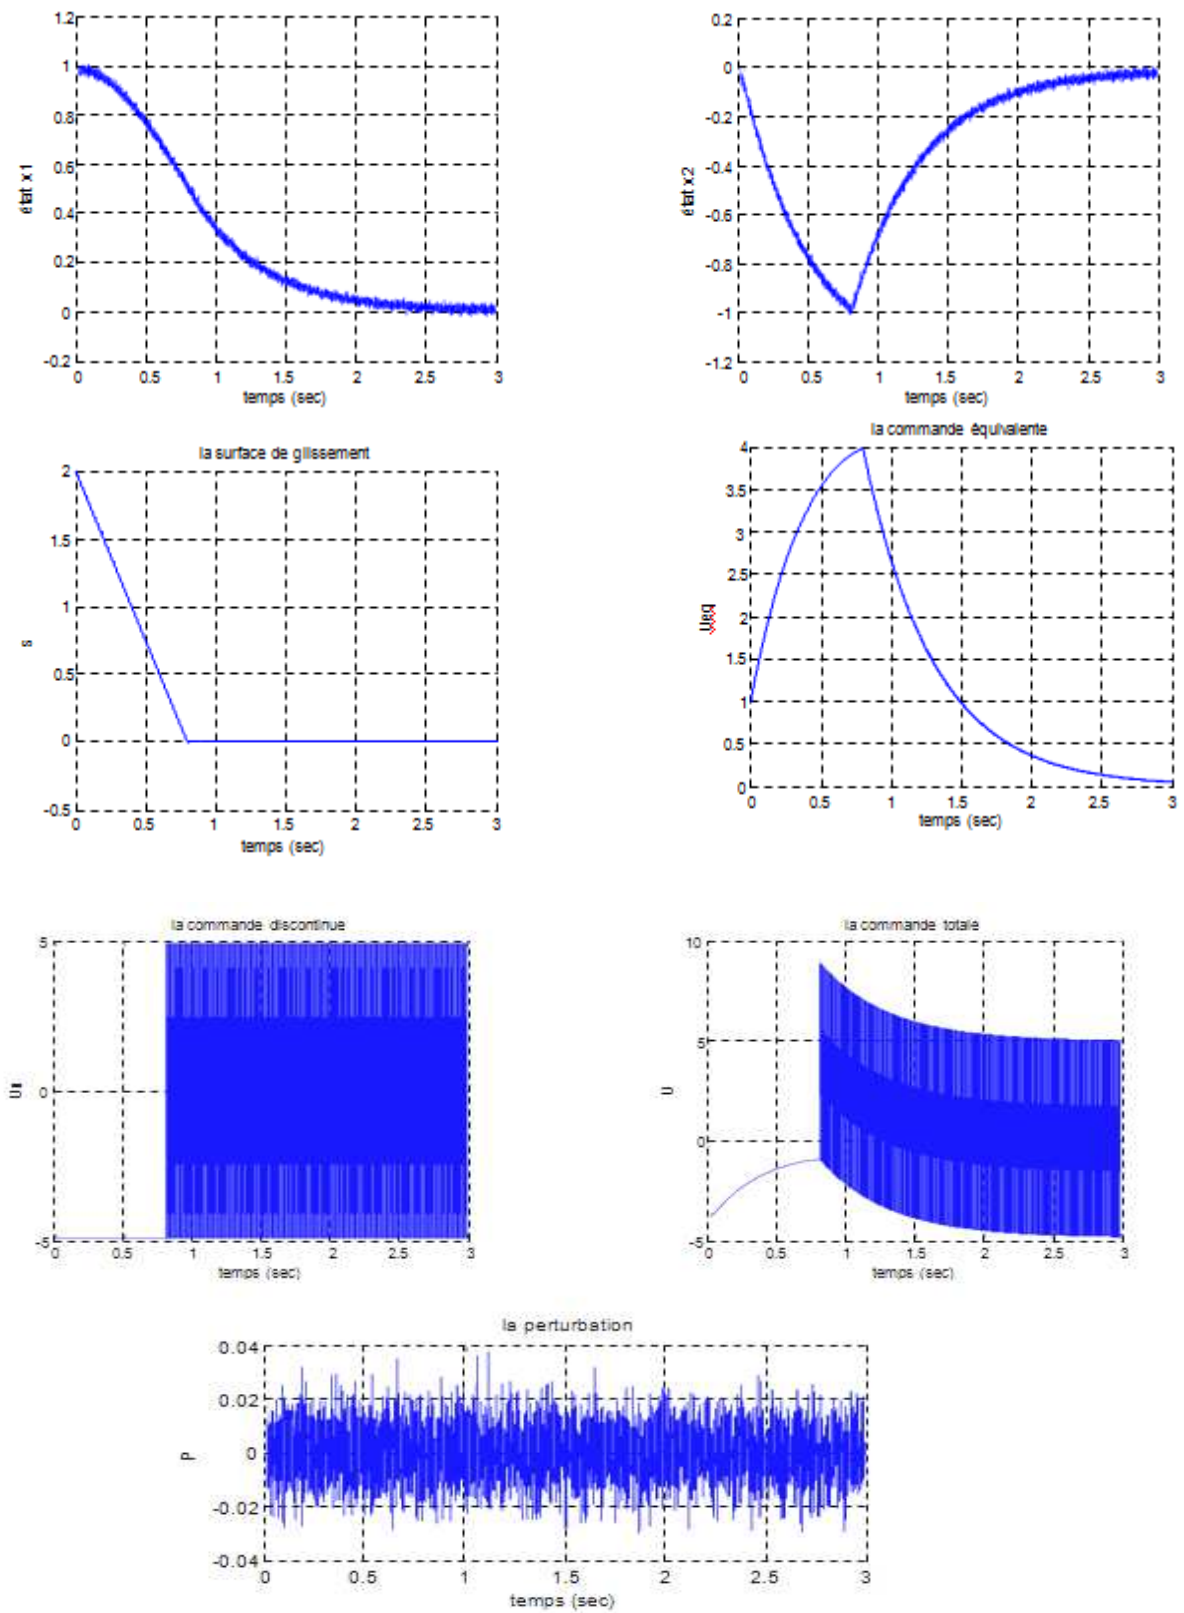 1.2
1
0.8
0.6
0.4
0.2
0
-0.2
état x1
0 0.5 1 1.5 2 2.5 3
temps (sec)
0.2
0
-0.2
-0.4
-0.6
-0.8
-1
-1.2
état x2
0 0.5 1 1.5 2 2.5 3
temps (sec)
la surface de glissement
2
1.5
1
0.5
0
-0.5
s
0 0.5 1 1.5 2 2.5 3
temps (sec)
la commande équivalente
4
3.5
3
2.5
2
1.5
1
0.5
0
Ueq
0 0.5 1 1.5 2 2.5 3
temps (sec)
la commande discontinue
5
0
-5
0 0.5 1 1.5 2 2.5 3
temps (sec)
la commande totale
10
5
0
-5
U
0 0.5 1 1.5 2 2.5 3
temps (sec)
la perturbation
0.04
0.02
0
-0.02
-0.04
P
0 0.5 1 1.5 2 2.5 3
temps (sec)